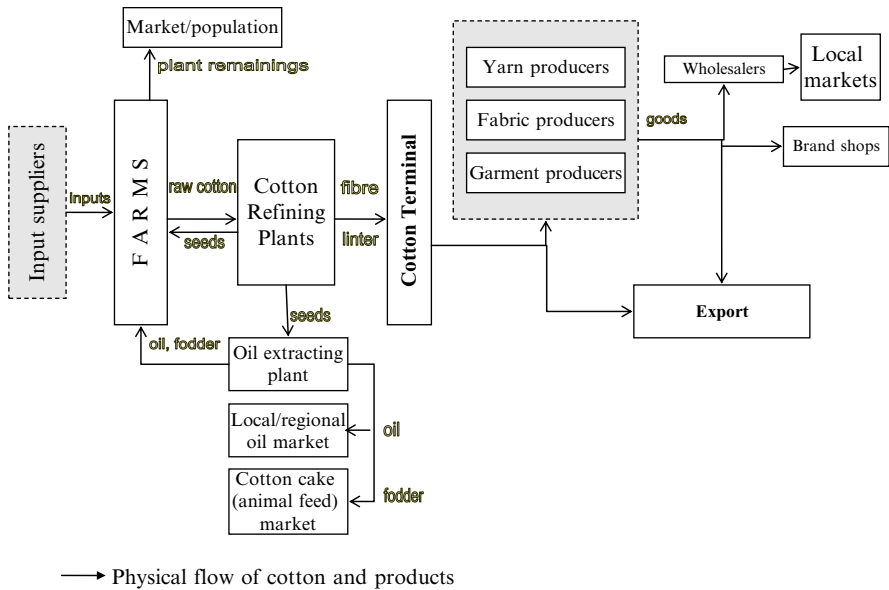 Market/population
plant remainings
Input suppliers
inputs
FARMS
raw cotton
seeds
Cotton
Refining
Plants
fibre
linter
Cotton Terminal
Yarn producers
Fabric producers
Garment producers
goods
Wholesalers
Local
markets
Brand shops
Export
seeds
oil, fodder
Oil extracting
plant
Local/regional
oil market
oil
Cotton cake
(animal feed)
market
fodder
Physical flow of cotton and products